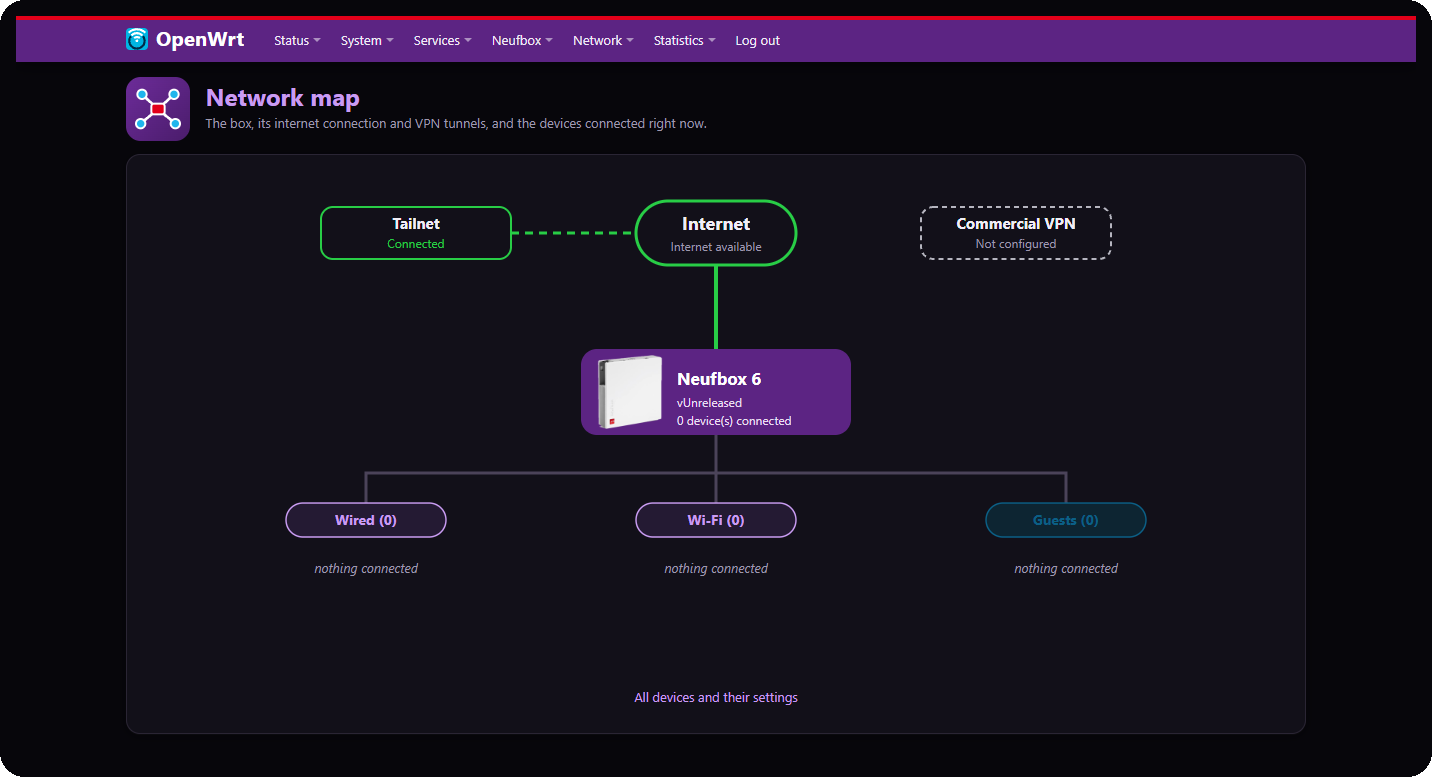 OpenWrt Status System Services Neufbox Network Statistics Log out
Network map
The box, its internet connection and VPN tunnels, and the devices connected right now.
Tailnet
Connected
Internet
Internet available
Commercial VPN
Not configured
Neufbox 6
vUnreleased
0 device(s) connected
Wired (0)
Wi-Fi (0)
Guests (0)
nothing connected
nothing connected
nothing connected
All devices and their settings